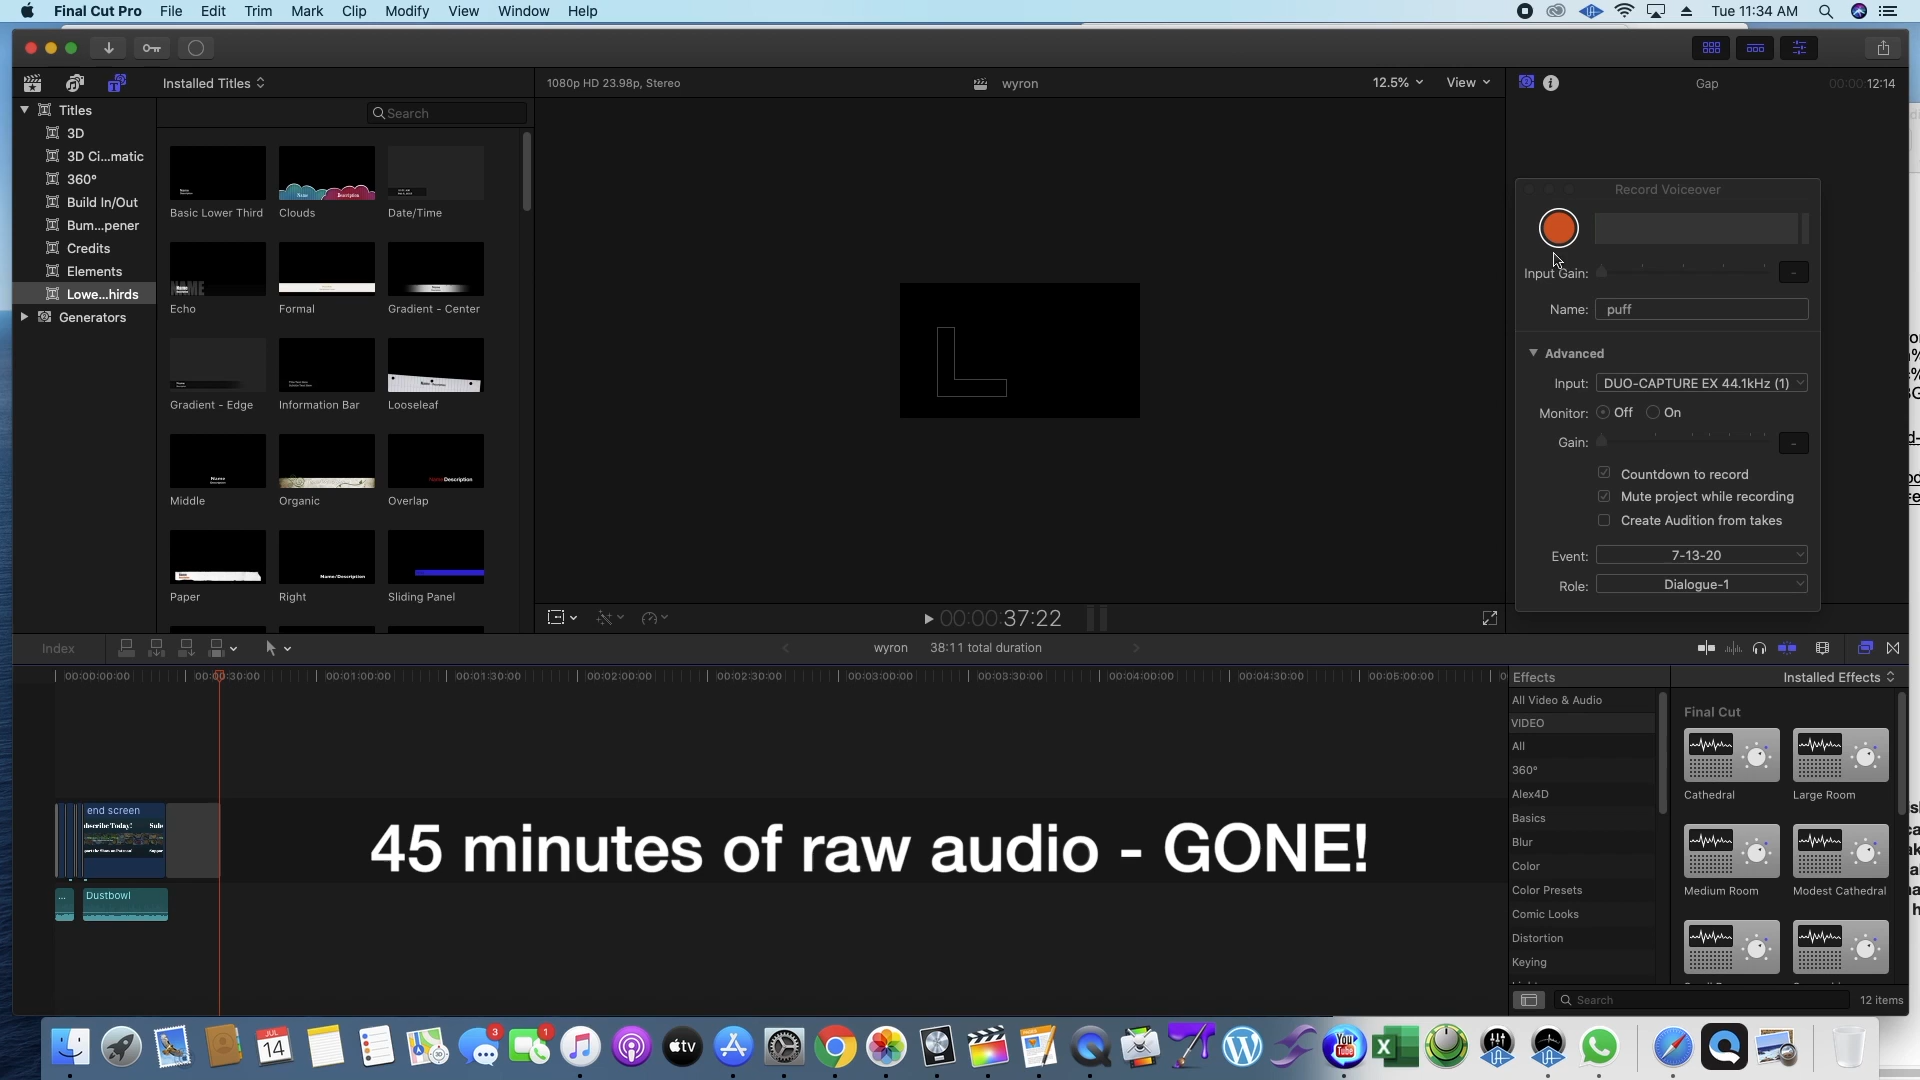 Final Cut Pro File Edit Trim Mark Clip Modify View Window Help
Tue 11:34 AM
Installed Titles
1080p HD 23.98p, Stereo
wyron
12.5%
View
Gap
00:00:12:14
Titles
3D
3D Ci...matic
360°
Build In/Out
Bum...pener
Credits
Elements
Lowe...hirds
Generators
Search
Basic Lower Third
Clouds
Date/Time
Echo
Formal
Gradient - Center
Gradient - Edge
Information Bar
Looseleaf
Middle
Organic
Overlap
Paper
Right
Sliding Panel
Record Voiceover
Input Gain:
Name: puff
Advanced
Input: DUO-CAPTURE EX 44.1kHz (1)
Monitor: Off On
Gain:
Countdown to record
Mute project while recording
Create Audition from takes
Event: 7-13-20
Role: Dialogue-1
00:00:37:22
Index
wyron 38:11 total duration
00:00:00:00 00:00:30:00 00:01:00:00 00:01:30:00 00:02:00:00 00:02:30:00 00:03:00:00 00:03:30:00 00:04:00:00 00:04:30:00 00:05:00:00
end screen
Dustbowl
45 minutes of raw audio - GONE!
Effects
Installed Effects
All Video & Audio
VIDEO
All
360°
Alex4D
Basics
Blur
Color
Color Presets
Comic Looks
Distortion
Keying
Final Cut
Cathedral
Large Room
Medium Room
Modest Cathedral
Search
12 items
JUL
14
3
1
tv
You
Tube